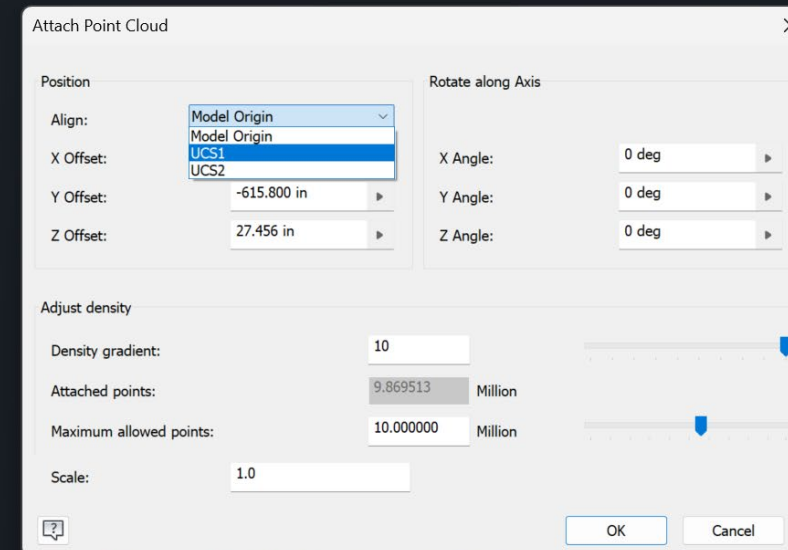 Attach Point Cloud
Position
Align:
Model Origin
Model Origin
UCS1
UCS2
X Offset:
Y Offset:
-615.800 in
Z Offset:
27.456 in
Rotate along Axis
X Angle:
0 deg
Y Angle:
0 deg
Z Angle:
0 deg
Adjust density
Density gradient:
10
Attached points:
9.869513
Million
Maximum allowed points:
10.000000
Million
Scale:
1.0
?
OK
Cancel